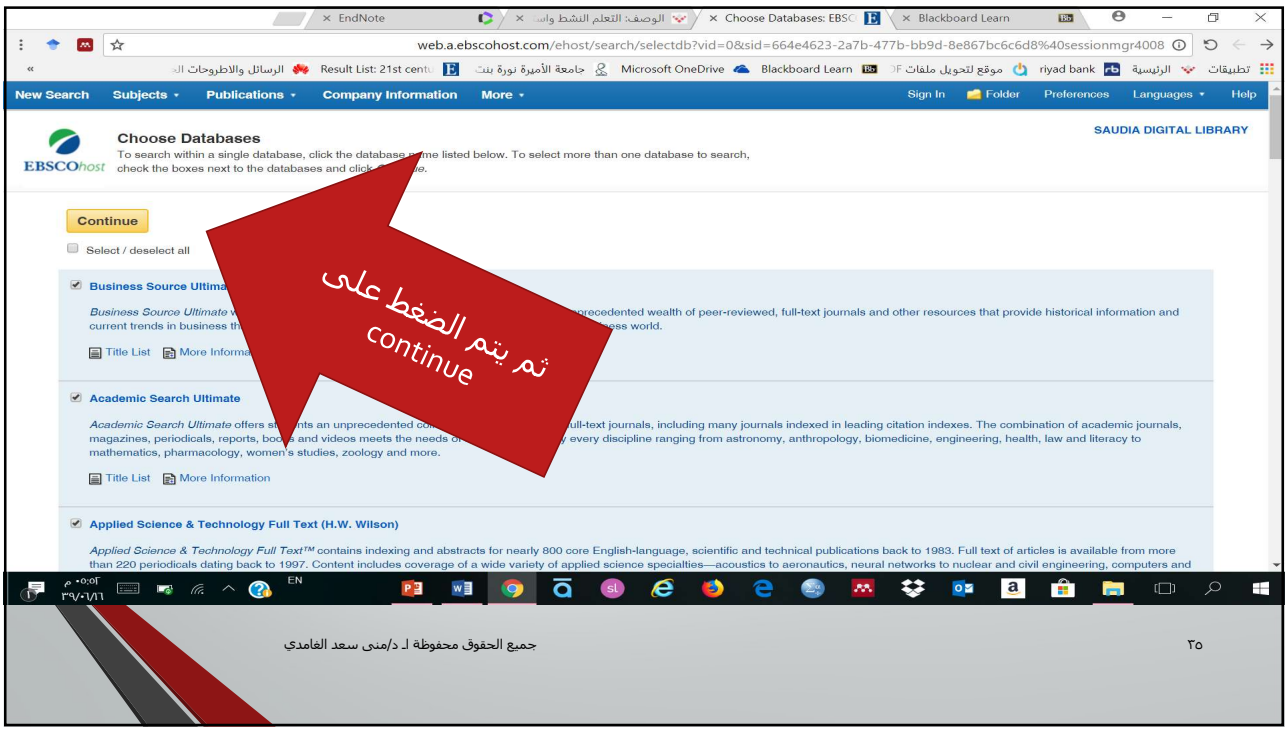 EndNote
الوصف: التعلم النشط واس
Choose Databases: EBSC
Blackboard Learn
web.a.ebscohost.com/ehost/search/selectdb?vid=0&sid=664e4623-2a7b-477b-bb9d-8e867bc6c6d8%40sessionmgr4008
تطبيقات
الرئيسية
riyad bank
موقع لتحويل ملفات
Blackboard Learn
Microsoft OneDrive
جامعة الأميرة نورة بنت
Result List: 21st centu
الرسائل والاطروحات الج
New Search Subjects Publications Company Information More Sign In Folder Preferences Languages Help
SAUDIA DIGITAL LIBRARY
EBSCOhost
Choose Databases
To search within a single database, click the database name listed below. To select more than one database to search,
check the boxes next to the databases and click
Continue
Select / deselect all
Business Source Ultima
Business Source Ultimate precedented wealth of peer-reviewed, full-text journals and other resources that provide historical information and
current trends in business th ess world.
Title List More Informa
ثم يتم الضغط على
continue
Academic Search Ultimate
Academic Search Ultimate offers students an unprecedented ull-text journals, including many journals indexed in leading citation indexes. The combination of academic journals,
magazines, periodicals, reports, books and videos meets the needs of y every discipline ranging from astronomy, anthropology, biomedicine, engineering, health, law and literacy to
mathematics, pharmacology, women's studies, zoology and more.
Title List More Information
Applied Science & Technology Full Text (H.W. Wilson)
Applied Science & Technology Full Text™ contains indexing and abstracts for nearly 800 core English-language, scientific and technical publications back to 1983. Full text of articles is available from more
than 220 periodicals dating back to 1997. Content includes coverage of a wide variety of applied science specialties—acoustics to aeronautics, neural networks to nuclear and civil engineering, computers and
EN
٠٥:٥٢ م
٣٩/٠٦/١٦
جميع الحقوق محفوظة لـ د/منى سعد الغامدي
٣٥